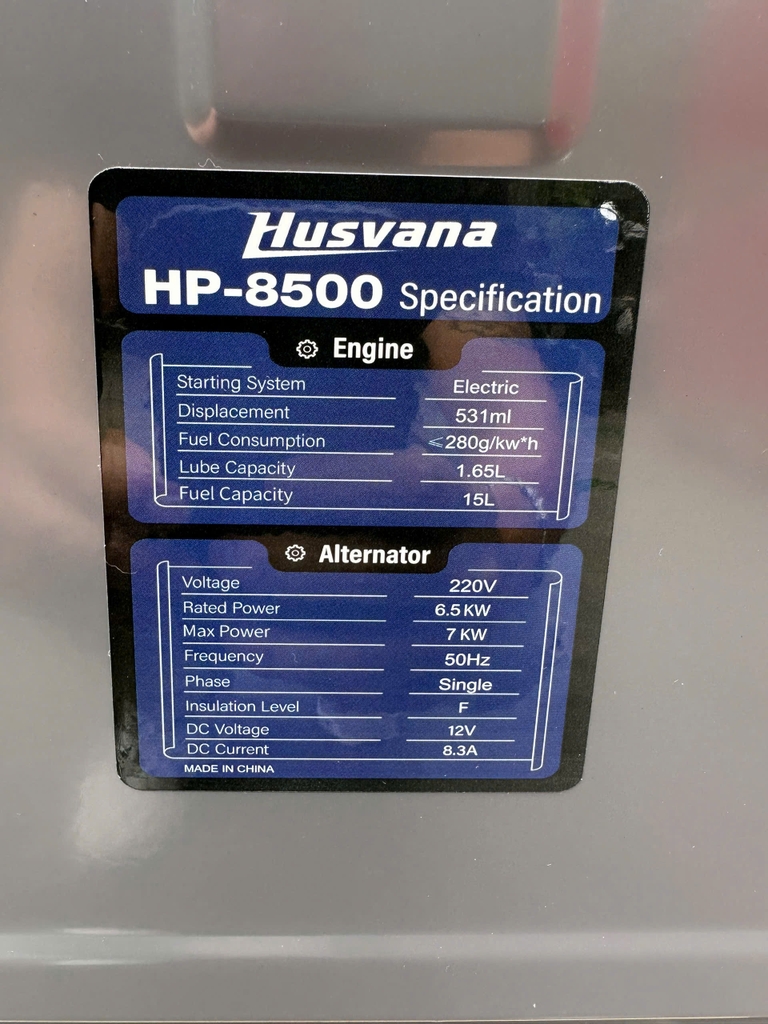 Husvana
HP-8500 Specification
Engine
Starting System Electric
Displacement 531ml
Fuel Consumption ⩽280g/kw*h
Lube Capacity 1.65L
Fuel Capacity 15L
Alternator
Voltage 220V
Rated Power 6.5KW
Max Power 7KW
Frequency 50Hz
Phase Single
Insulation Level F
DC Voltage 12V
DC Current 8.3A
MADE IN CHINA